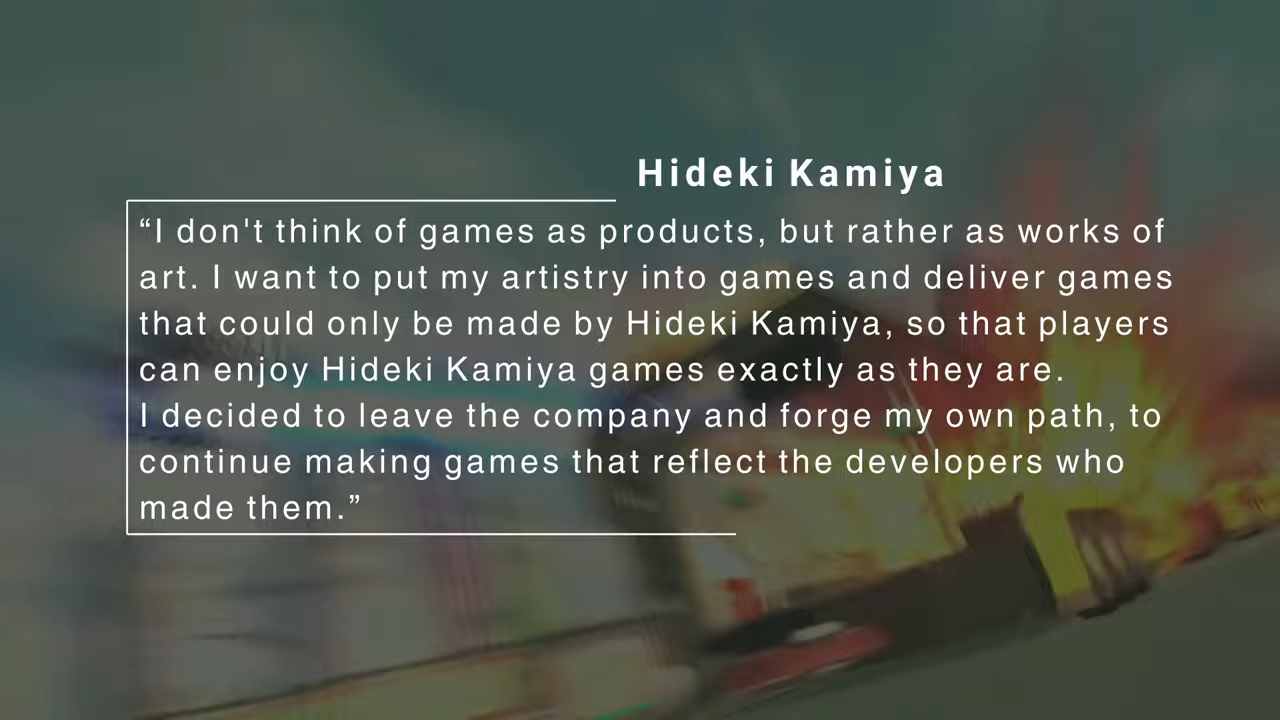 Hideki Kamiya
“I don't think of games as products, but rather as works of
art. I want to put my artistry into games and deliver games
that could only be made by Hideki Kamiya, so that players
can enjoy Hideki Kamiya games exactly as they are.
I decided to leave the company and forge my own path, to
continue making games that reflect the developers who
made them.”